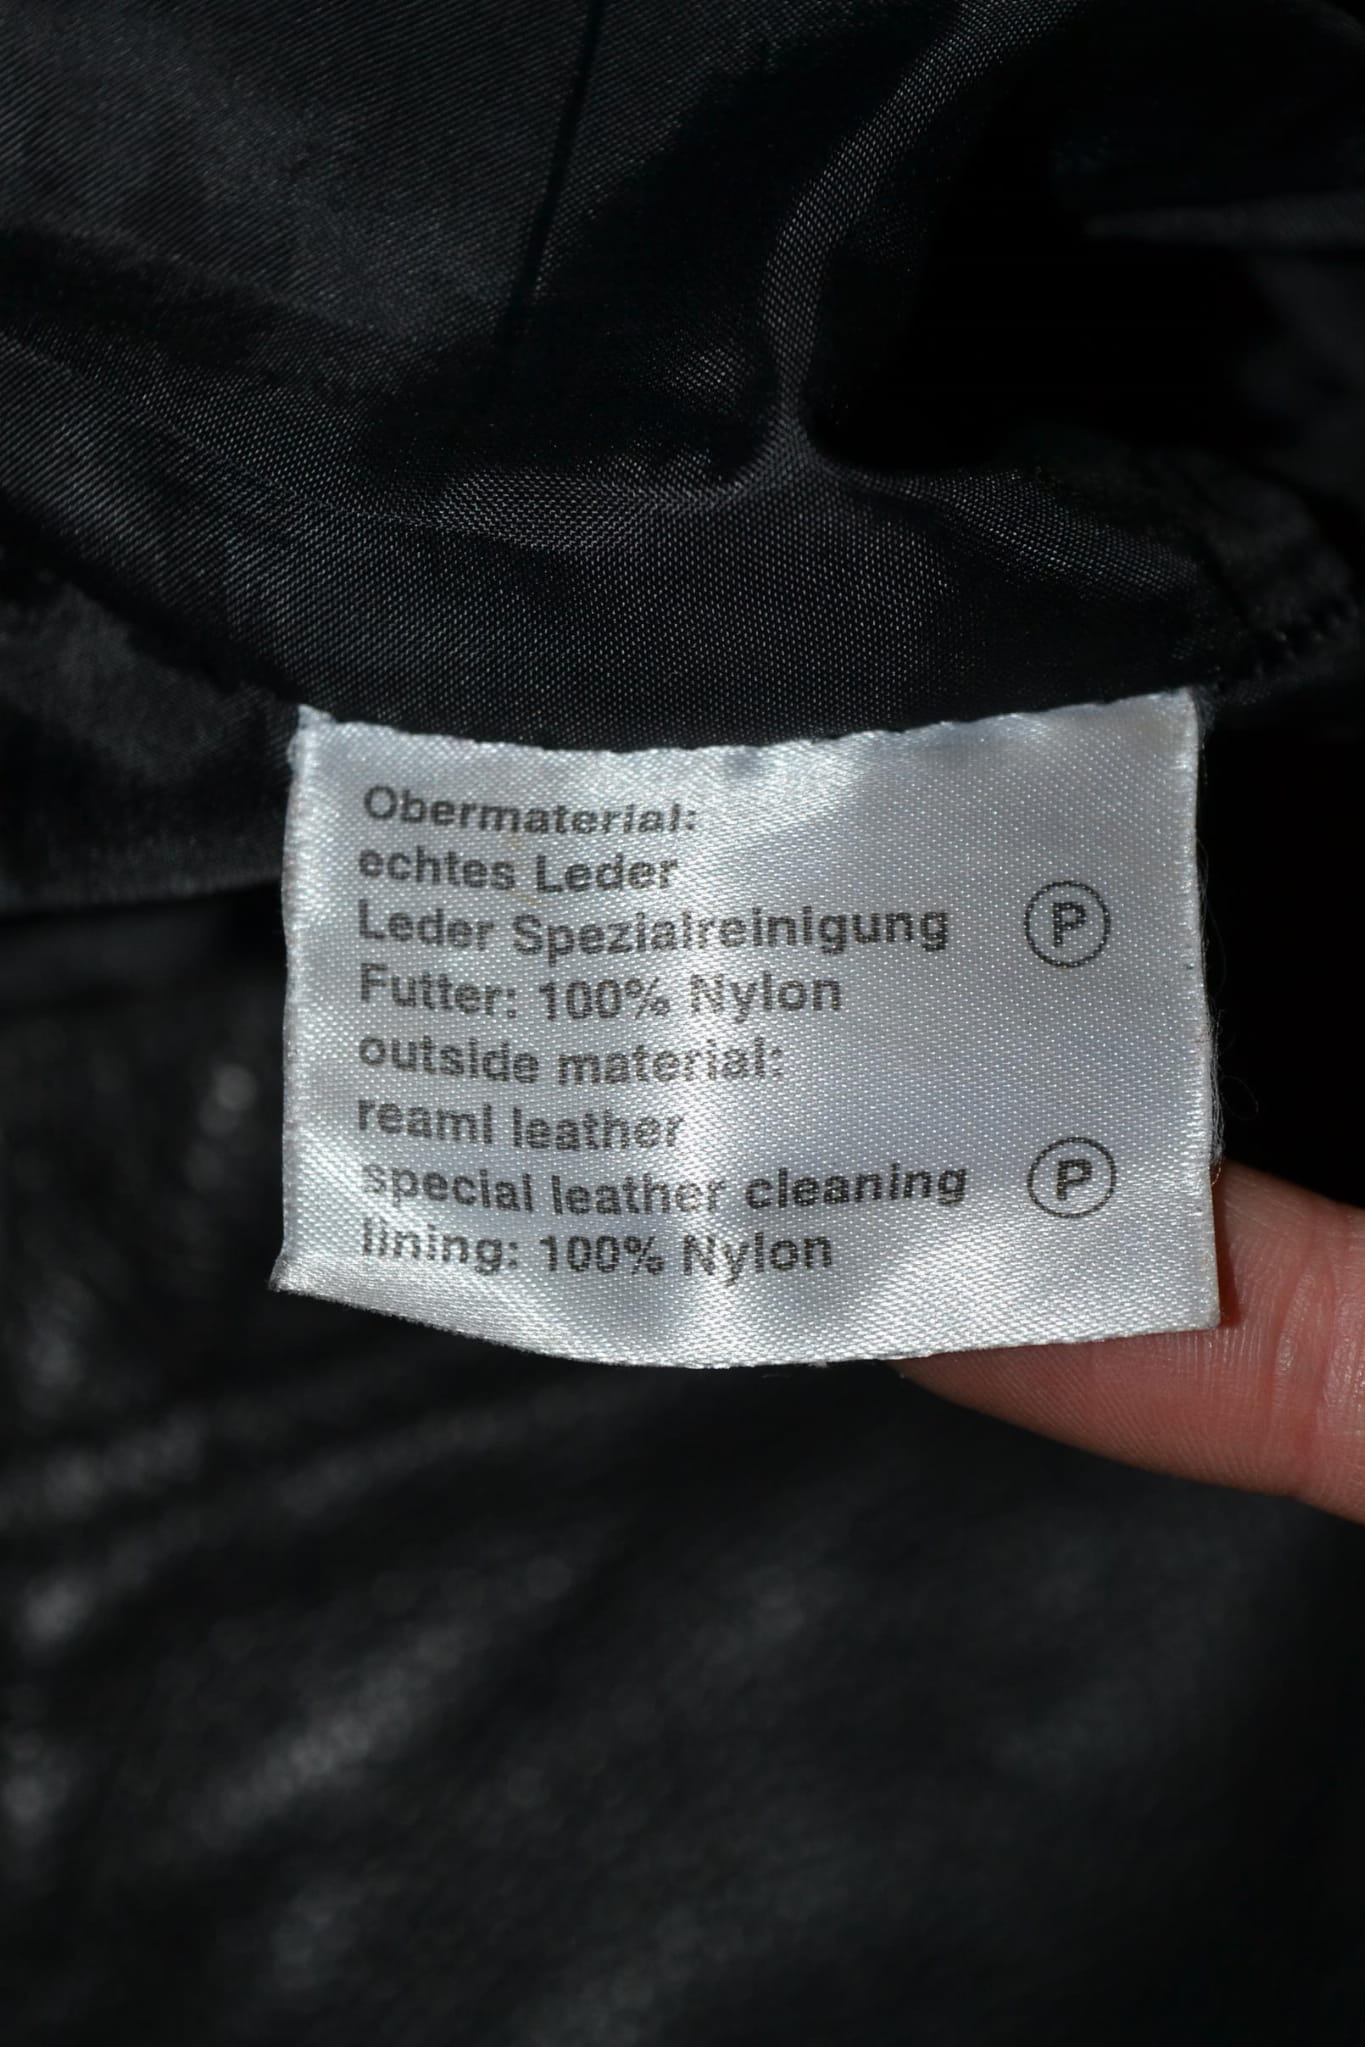 Obermaterial:
echtes Leder
Leder Spezialreinigung P
Futter: 100% Nylon
outside material:
reaml leather
special leather cleaning P
lining: 100% Nylon